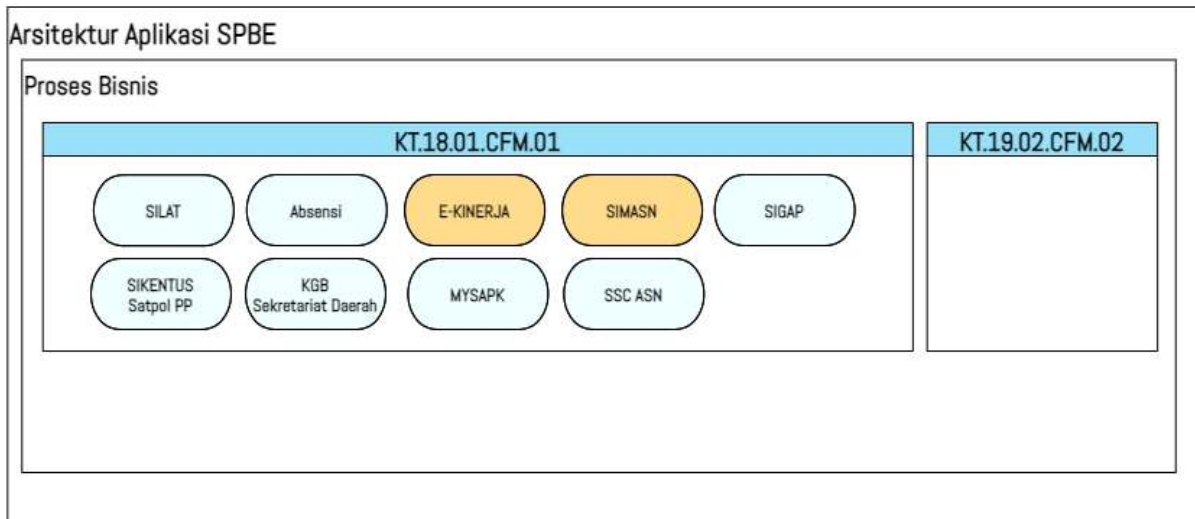 Arsitektur Aplikasi SPBE
Proses Bisnis
KT.18.01.CFM.01
KT.19.02.CFM.02
SILAT
Absensi
E-KINERJA
SIMASN
SIGAP
SIKENTUS
Satpol PP
KGB
Sekretariat Daerah
MYSAPK
SSC ASN